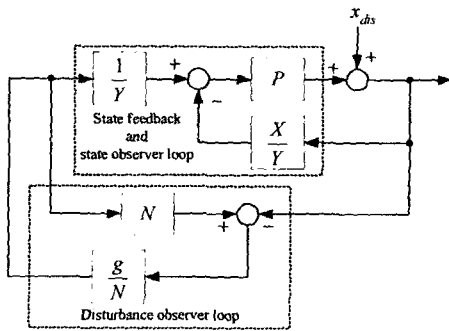 x_dis
+
1/Y
+
−
P
+
State feedback
and
state observer loop
X/Y
N
+
−
g/N
Disturbance observer loop